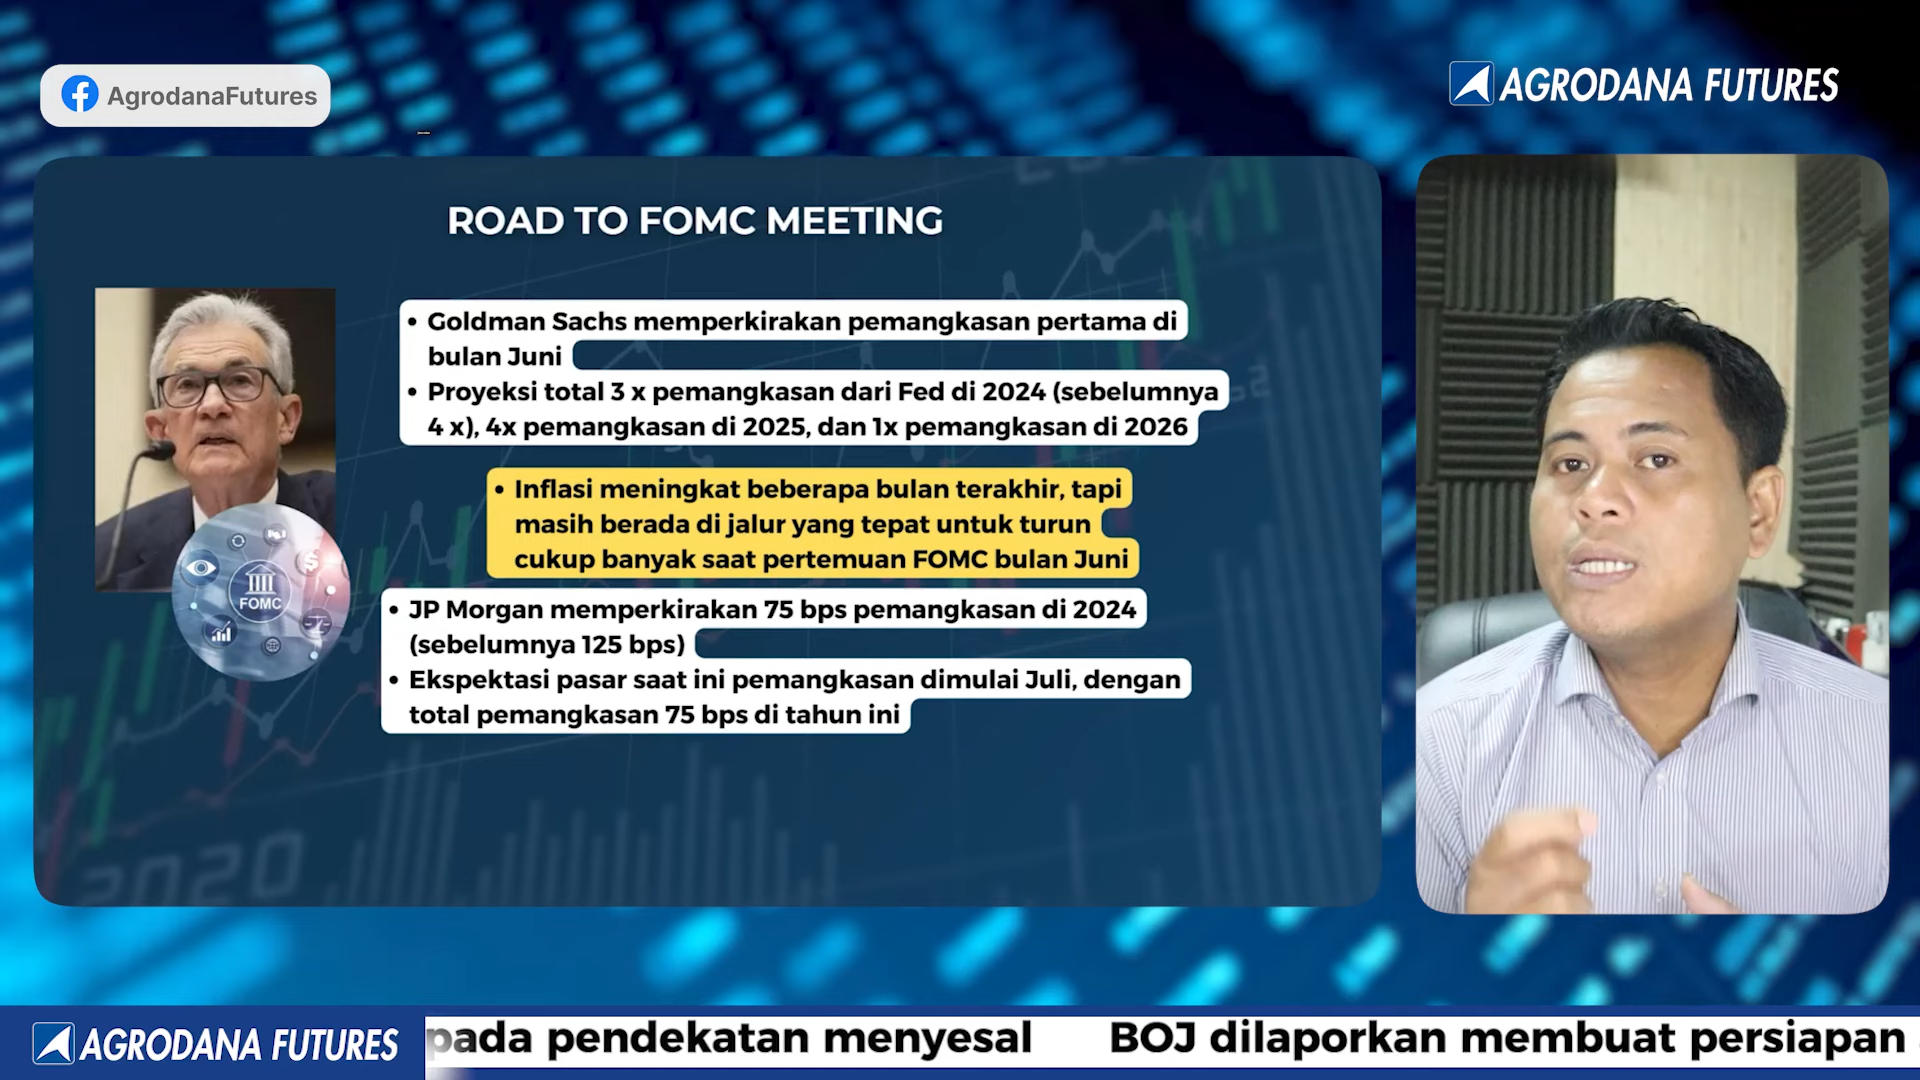 AgrodanaFutures
AGRODANA FUTURES
ROAD TO FOMC MEETING
• Goldman Sachs memperkirakan pemangkasan pertama di
bulan Juni
• Proyeksi total 3 x pemangkasan dari Fed di 2024 (sebelumnya
4 x), 4x pemangkasan di 2025, dan 1x pemangkasan di 2026
• Inflasi meningkat beberapa bulan terakhir, tapi
masih berada di jalur yang tepat untuk turun
cukup banyak saat pertemuan FOMC bulan Juni
FOMC
• JP Morgan memperkirakan 75 bps pemangkasan di 2024
(sebelumnya 125 bps)
• Ekspektasi pasar saat ini pemangkasan dimulai Juli, dengan
total pemangkasan 75 bps di tahun ini
2020
AGRODANA FUTURES
pada pendekatan menyesal BOJ dilaporkan membuat persiapan